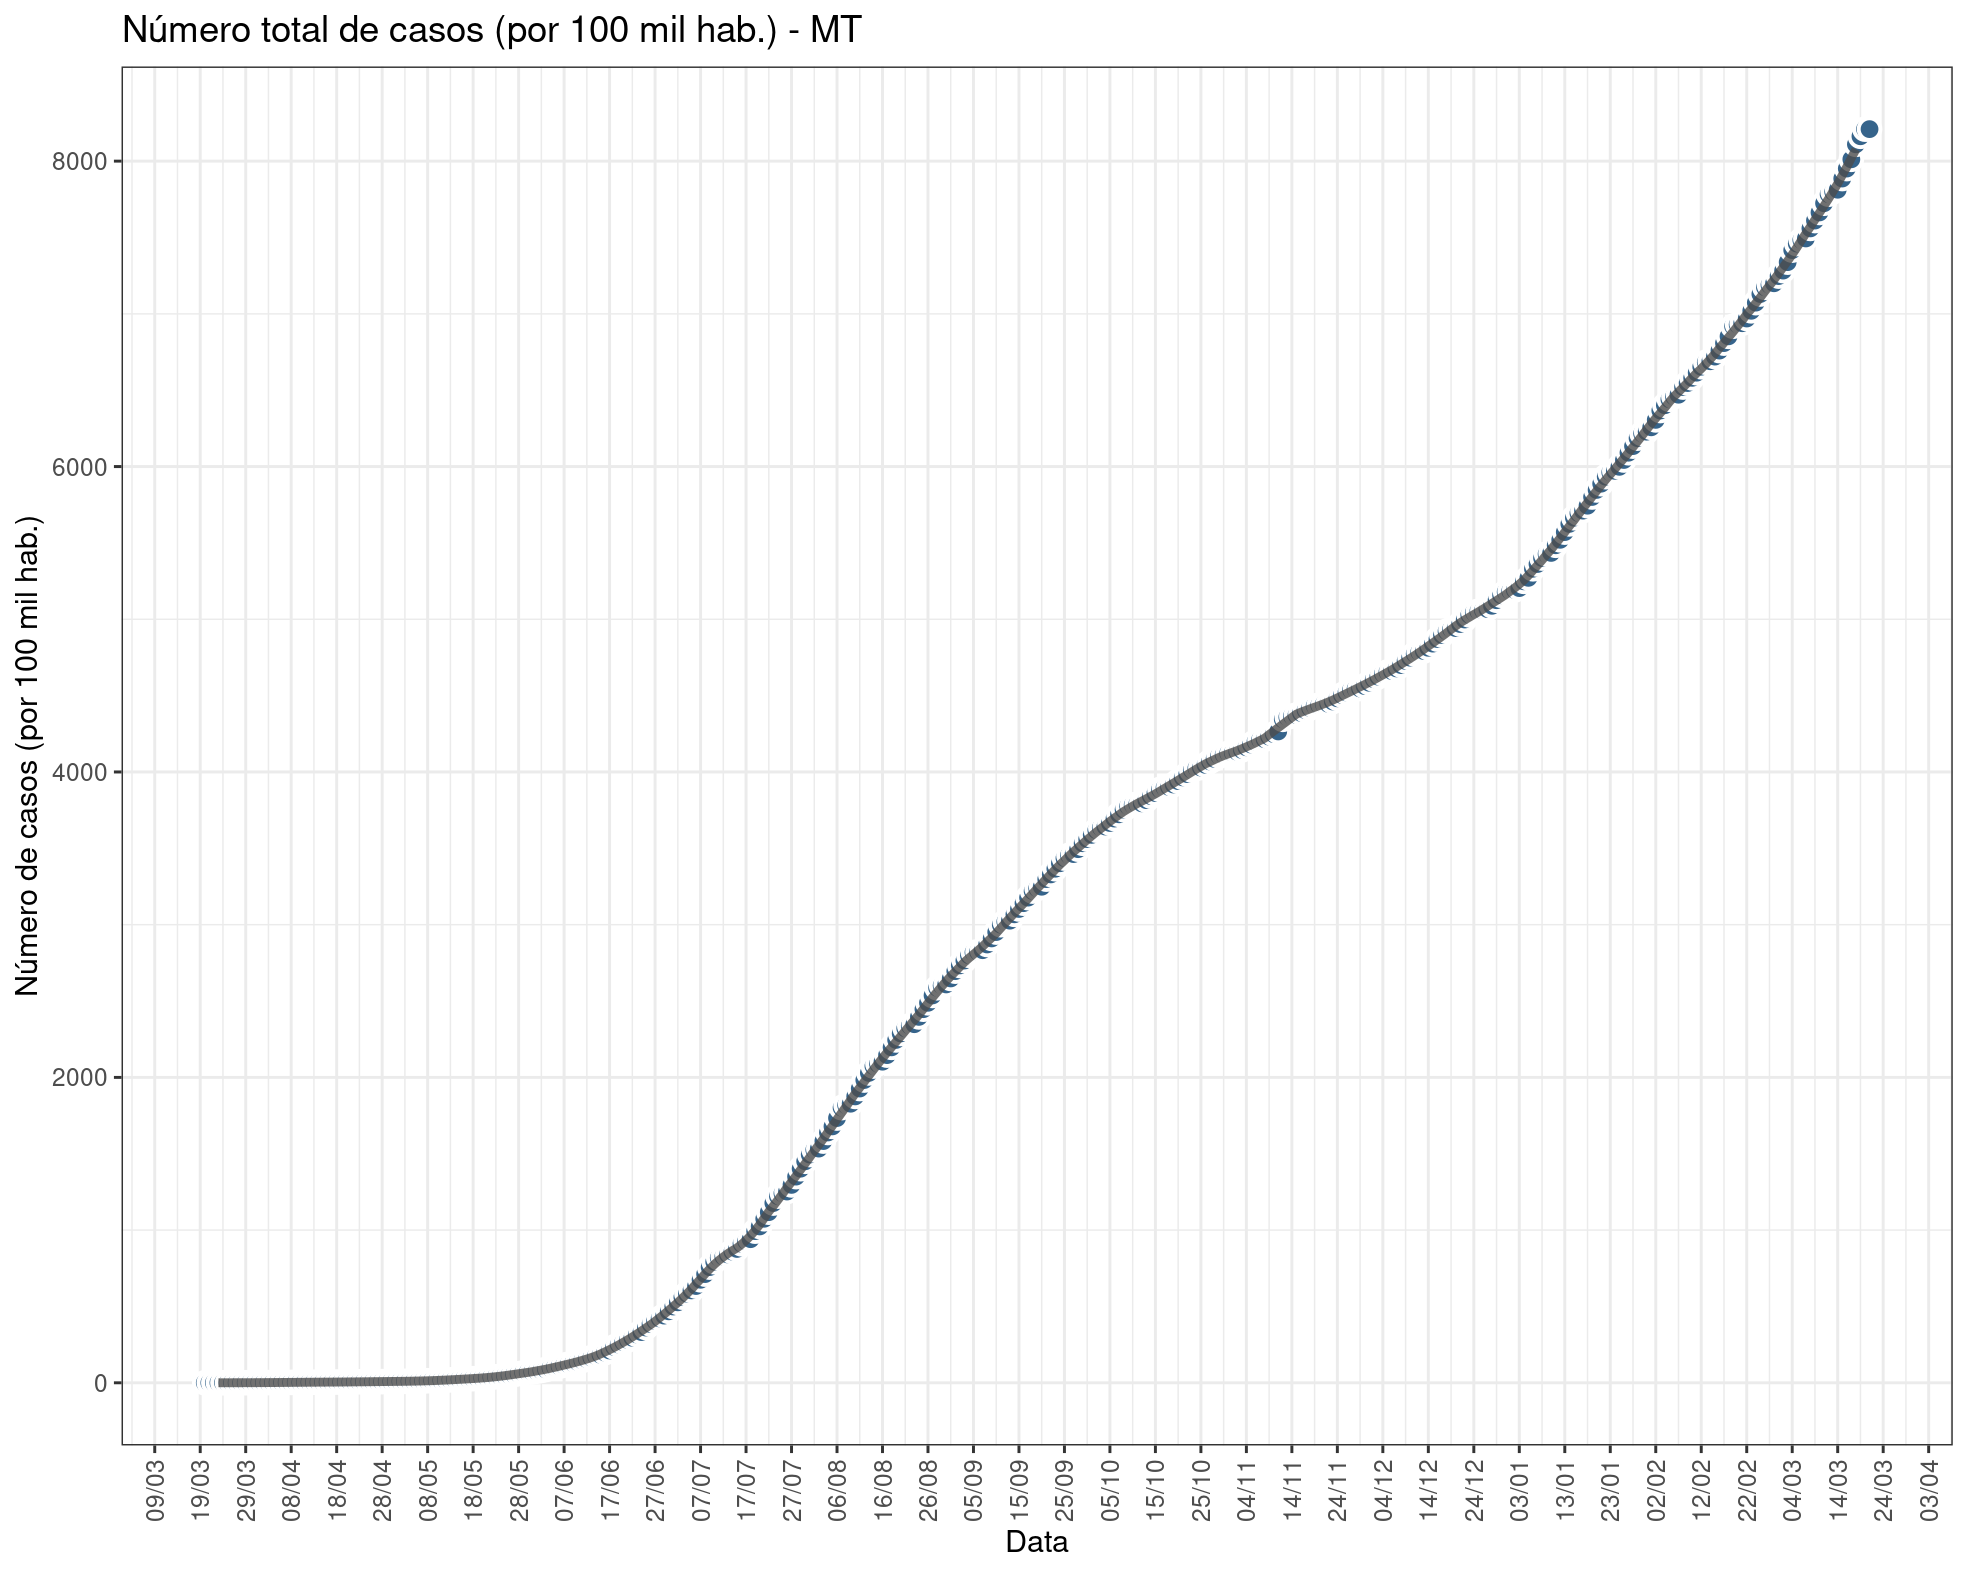 Número total de casos (por 100 mil hab.) - MT
Número de casos (por 100 mil hab.)
8000
6000
4000
2000
0
09/03 19/03 29/03 08/04 18/04 28/04 08/05 18/05 28/05 07/06 17/06 27/06 07/07 17/07 27/07 06/08 16/08 26/08 05/09 15/09 25/09 05/10 15/10 25/10 04/11 14/11 24/11 04/12 14/12 24/12 03/01 13/01 23/01 02/02 12/02 22/02 04/03 14/03 24/03 03/04
Data